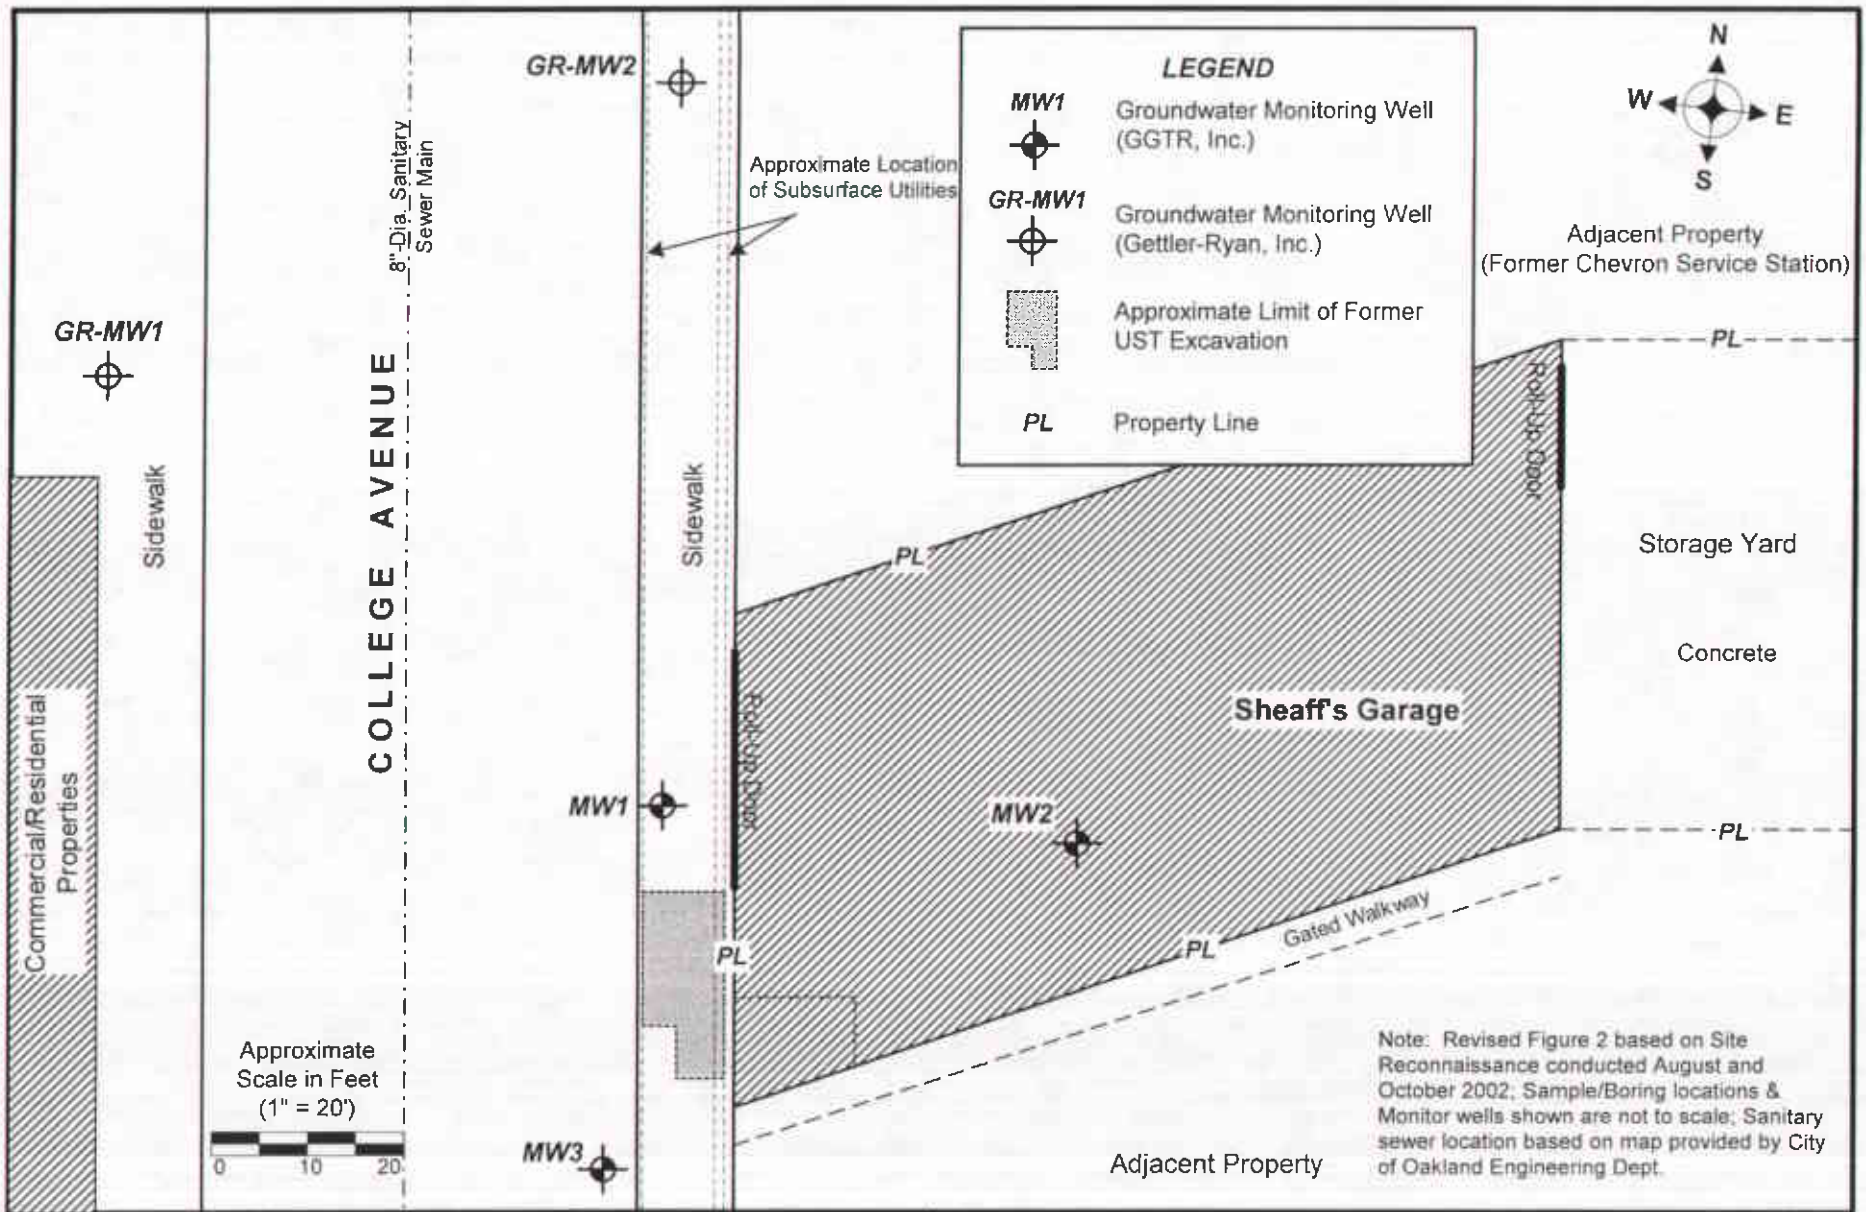 GR-MW2
8" Dia. Sanitary
Sewer Main
Approximate Location
of Subsurface Utilities
LEGEND
MW1
Groundwater Monitoring Well
(GGTR, Inc.)
GR-MW1
Groundwater Monitoring Well
(Gettler-Ryan, Inc.)
Approximate Limit of Former
UST Excavation
PL
Property Line
N
W
E
S
Adjacent Property
(Former Chevron Service Station)
PL
GR-MW1
COLLEGE AVENUE
Sidewalk
Sidewalk
PL
Roll-Up Door
Storage Yard
Concrete
Sheaff's Garage
Commercial/Residential
Properties
Roll-Up Door
MW1
MW2
PL
PL
PL
Gated Walkway
Approximate
Scale in Feet
(1" = 20')
0 10 20
MW3
Adjacent Property
Note: Revised Figure 2 based on Site
Reconnaissance conducted August and
October 2002; Sample/Boring locations &
Monitor wells shown are not to scale; Sanitary
sewer location based on map provided by City
of Oakland Engineering Dept.